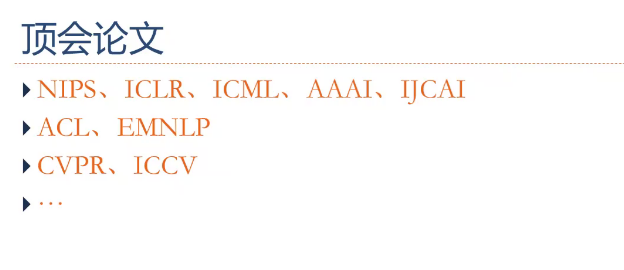 顶会论文
NIPS、ICLR、ICML、AAAI、IJCAI
ACL、EMNLP
CVPR、ICCV
…